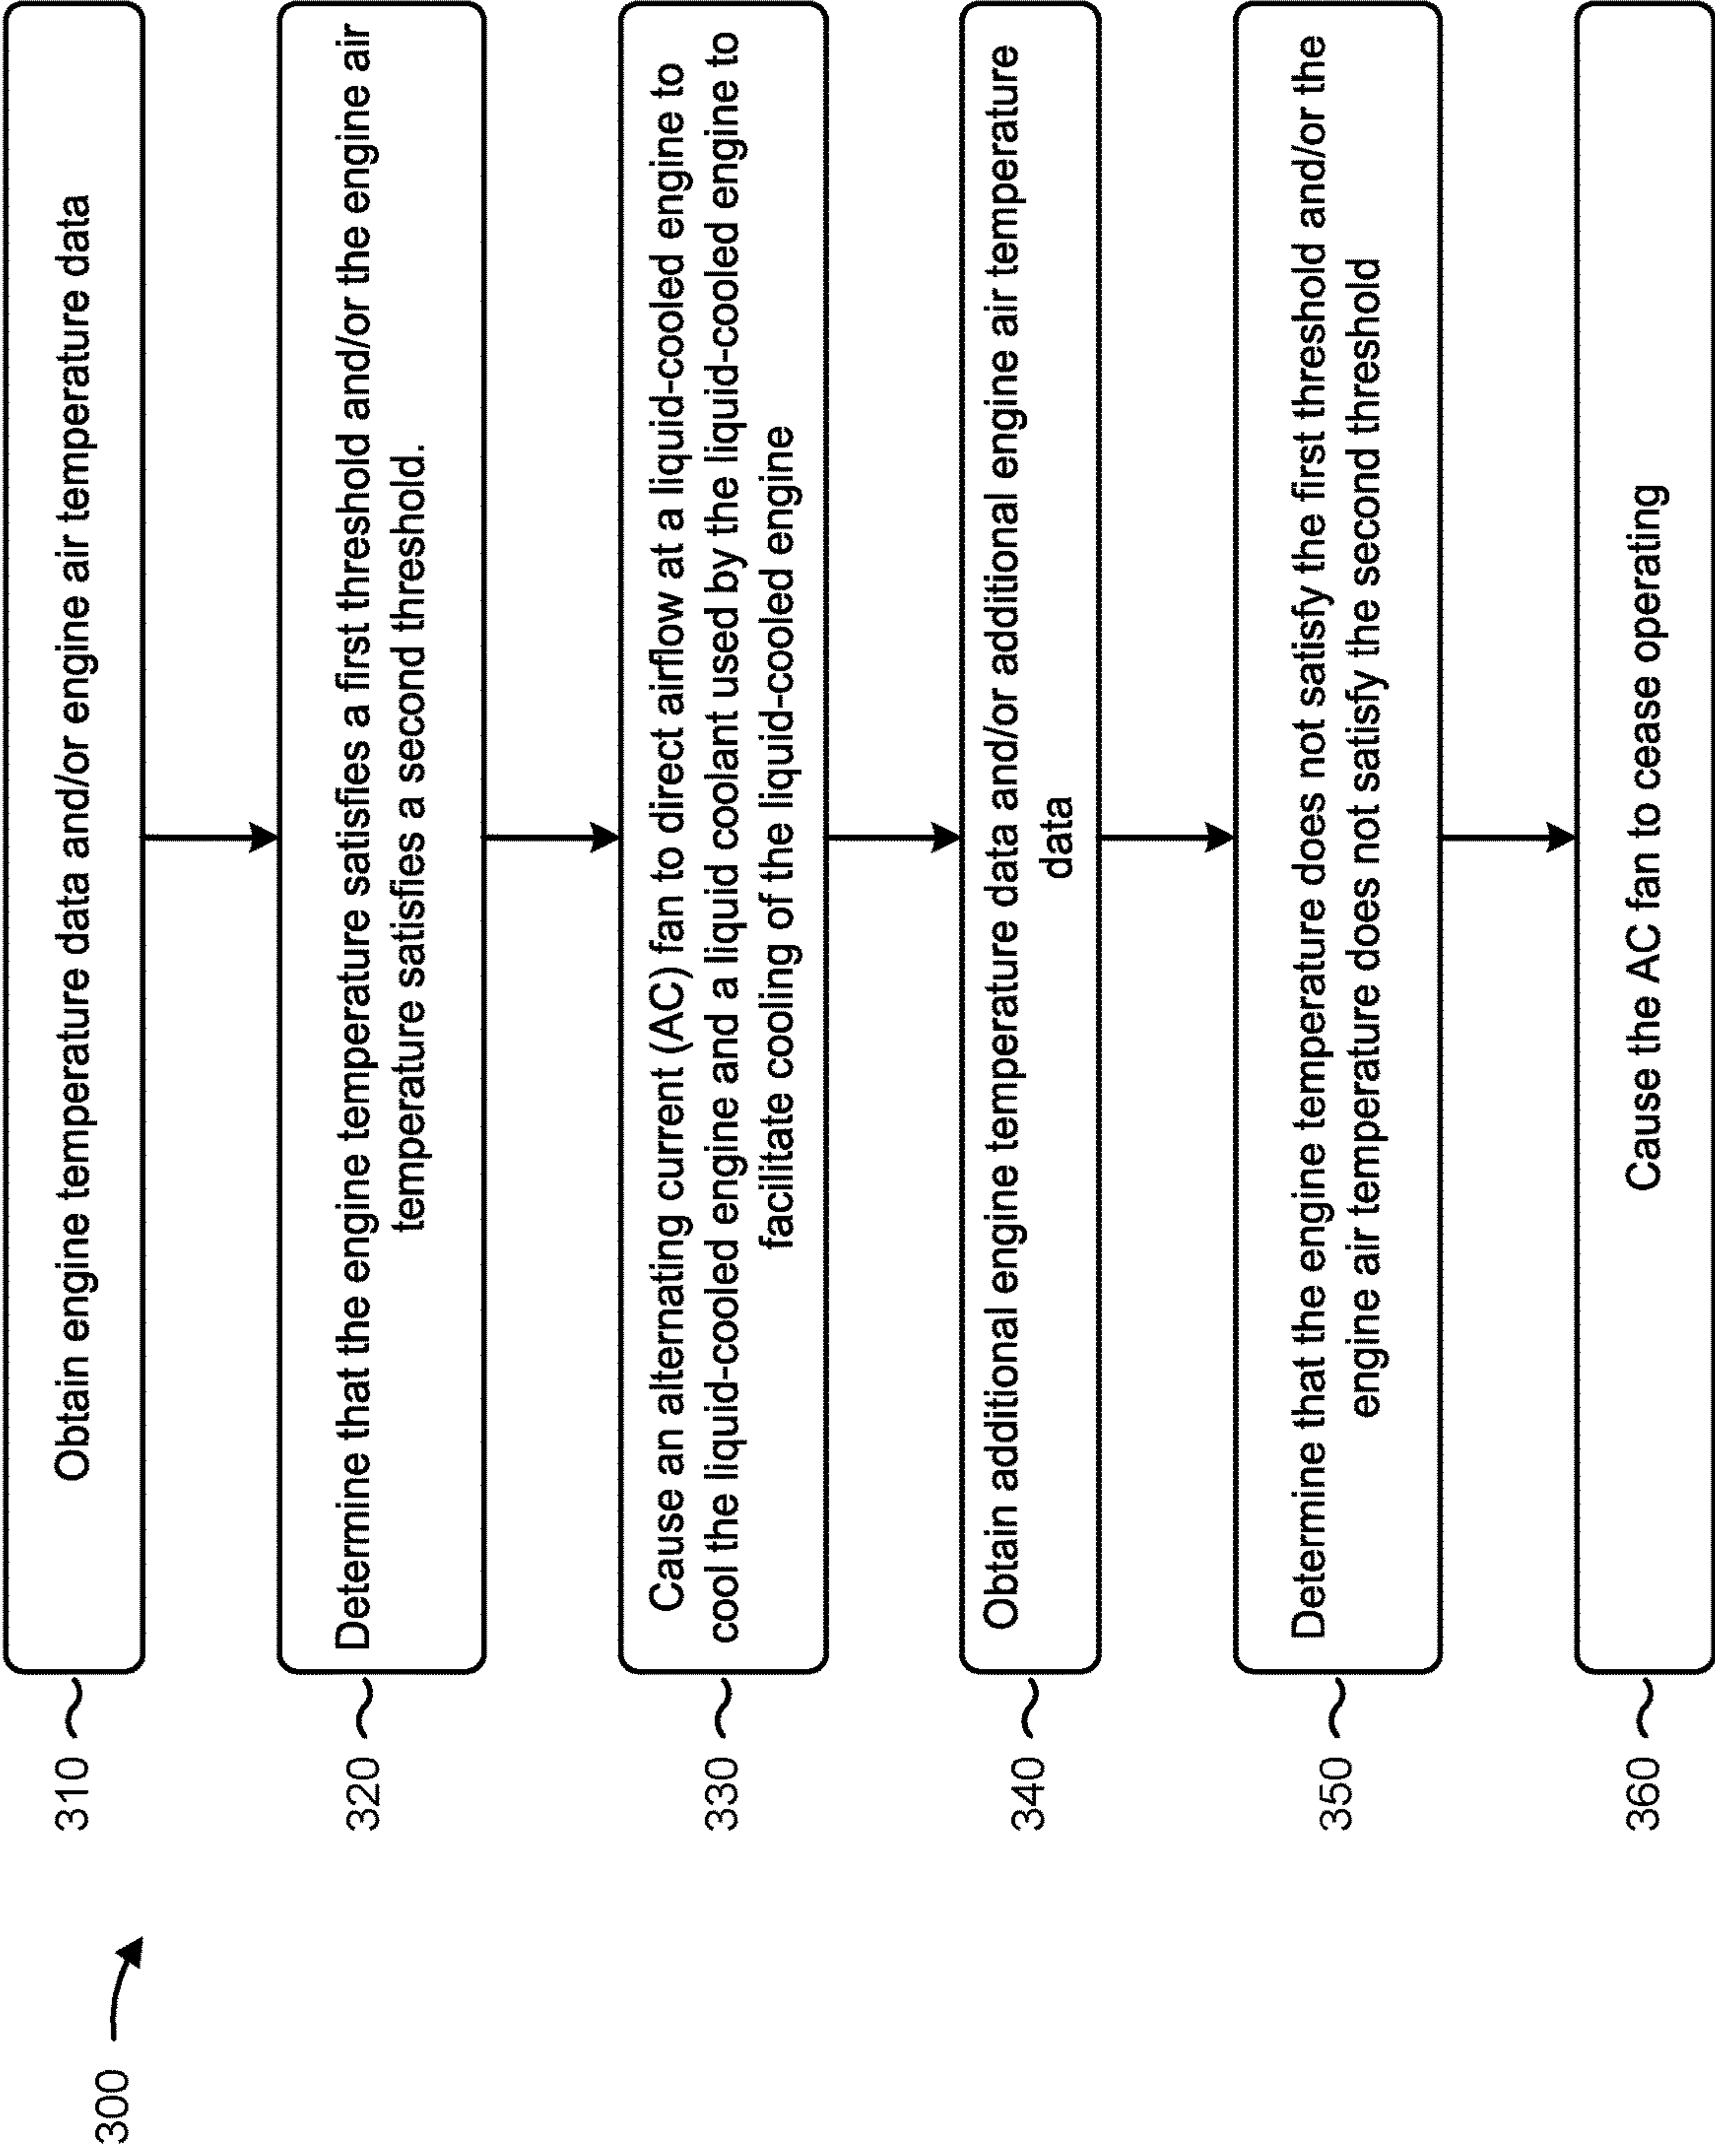 300
310
Obtain engine temperature data and/or engine air temperature data
320
Determine that the engine temperature satisfies a first threshold and/or the engine air
temperature satisfies a second threshold.
330
Cause an alternating current (AC) fan to direct airflow at a liquid-cooled engine to
cool the liquid-cooled engine and a liquid coolant used by the liquid-cooled engine to
facilitate cooling of the liquid-cooled engine
340
Obtain additional engine temperature data and/or additional engine air temperature
data
350
Determine that the engine temperature does not satisfy the first threshold and/or the
engine air temperature does not satisfy the second threshold
360
Cause the AC fan to cease operating